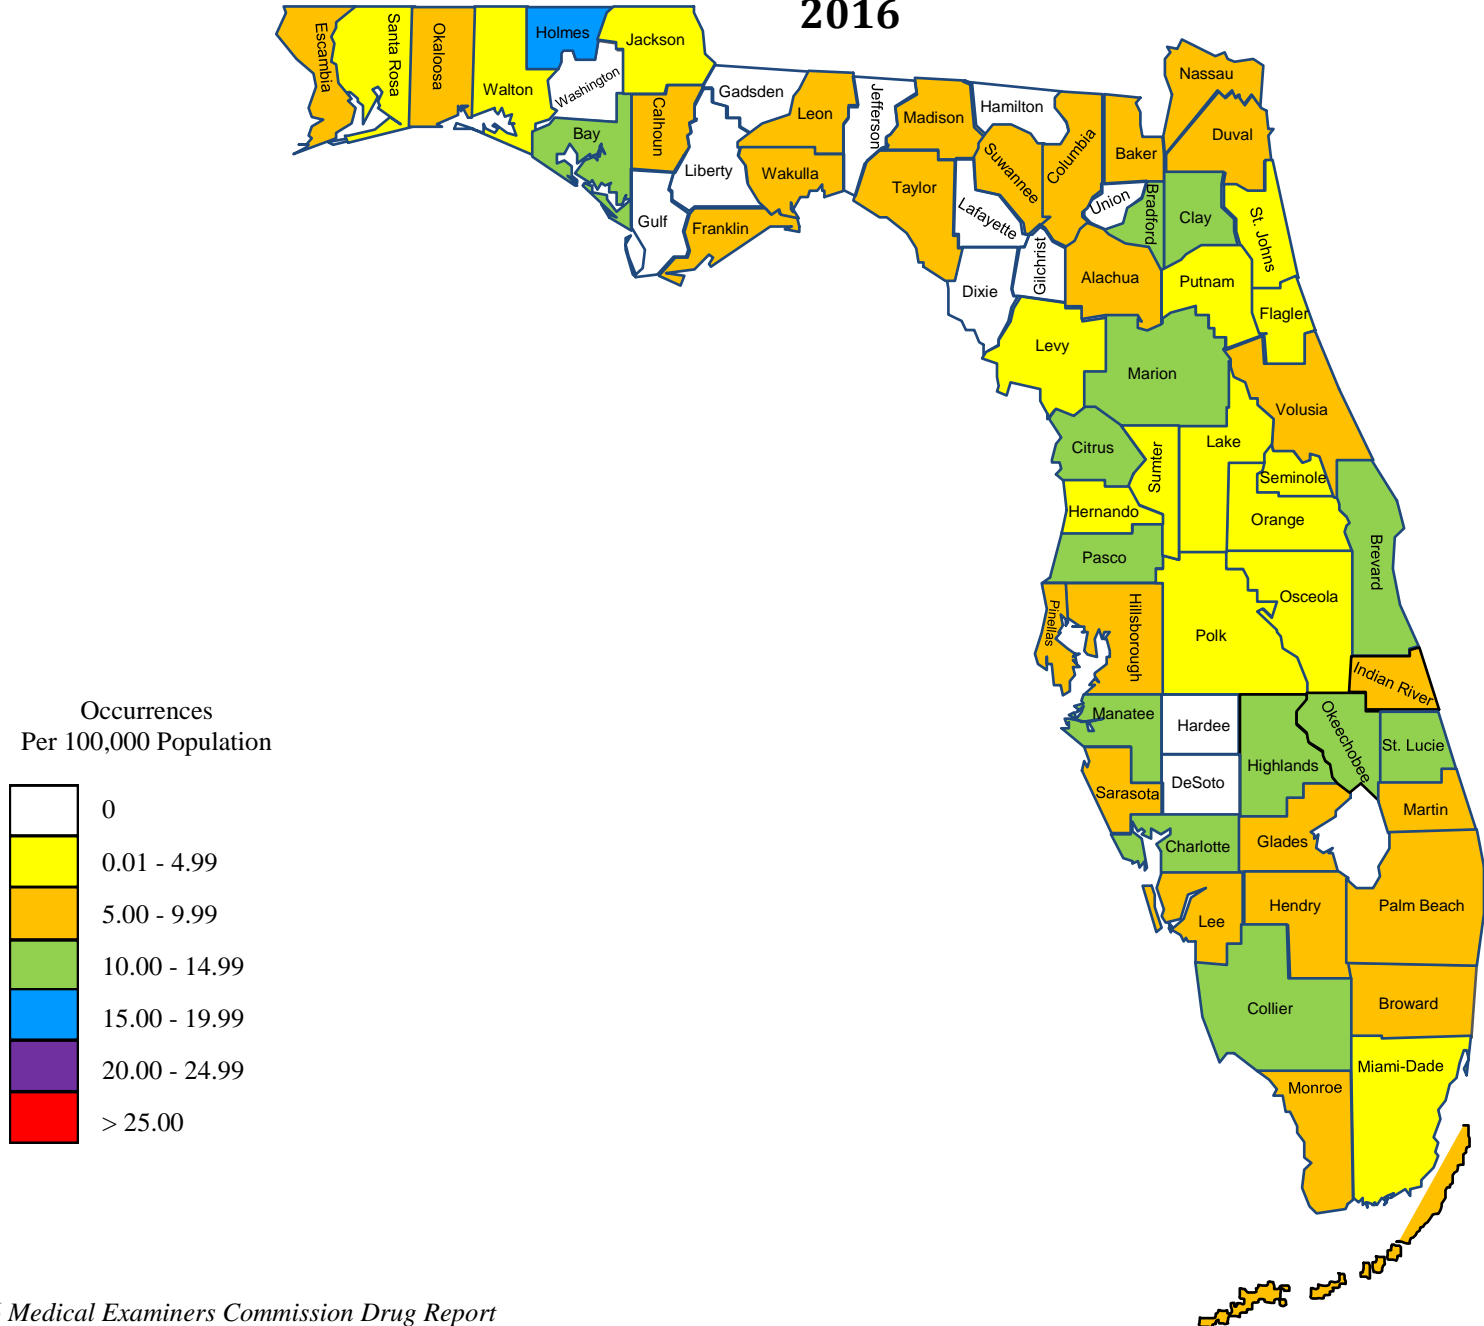 2016
Escambia
Santa Rosa
Okaloosa
Walton
Holmes
Washington
Jackson
Bay
Calhoun
Gulf
Liberty
Gadsden
Franklin
Leon
Wakulla
Jefferson
Madison
Taylor
Hamilton
Suwannee
Lafayette
Columbia
Baker
Nassau
Duval
Union
Bradford
Clay
St. Johns
Dixie
Gilchrist
Alachua
Putnam
Flagler
Levy
Marion
Volusia
Citrus
Sumter
Lake
Seminole
Hernando
Orange
Pasco
Brevard
Pinellas
Hillsborough
Polk
Osceola
Indian River
Manatee
Hardee
Highlands
Okeechobee
St. Lucie
Sarasota
DeSoto
Martin
Charlotte
Glades
Lee
Hendry
Palm Beach
Collier
Broward
Monroe
Miami-Dade
Occurrences
Per 100,000 Population
0
0.01 - 4.99
5.00 - 9.99
10.00 - 14.99
15.00 - 19.99
20.00 - 24.99
> 25.00
Medical Examiners Commission Drug Report